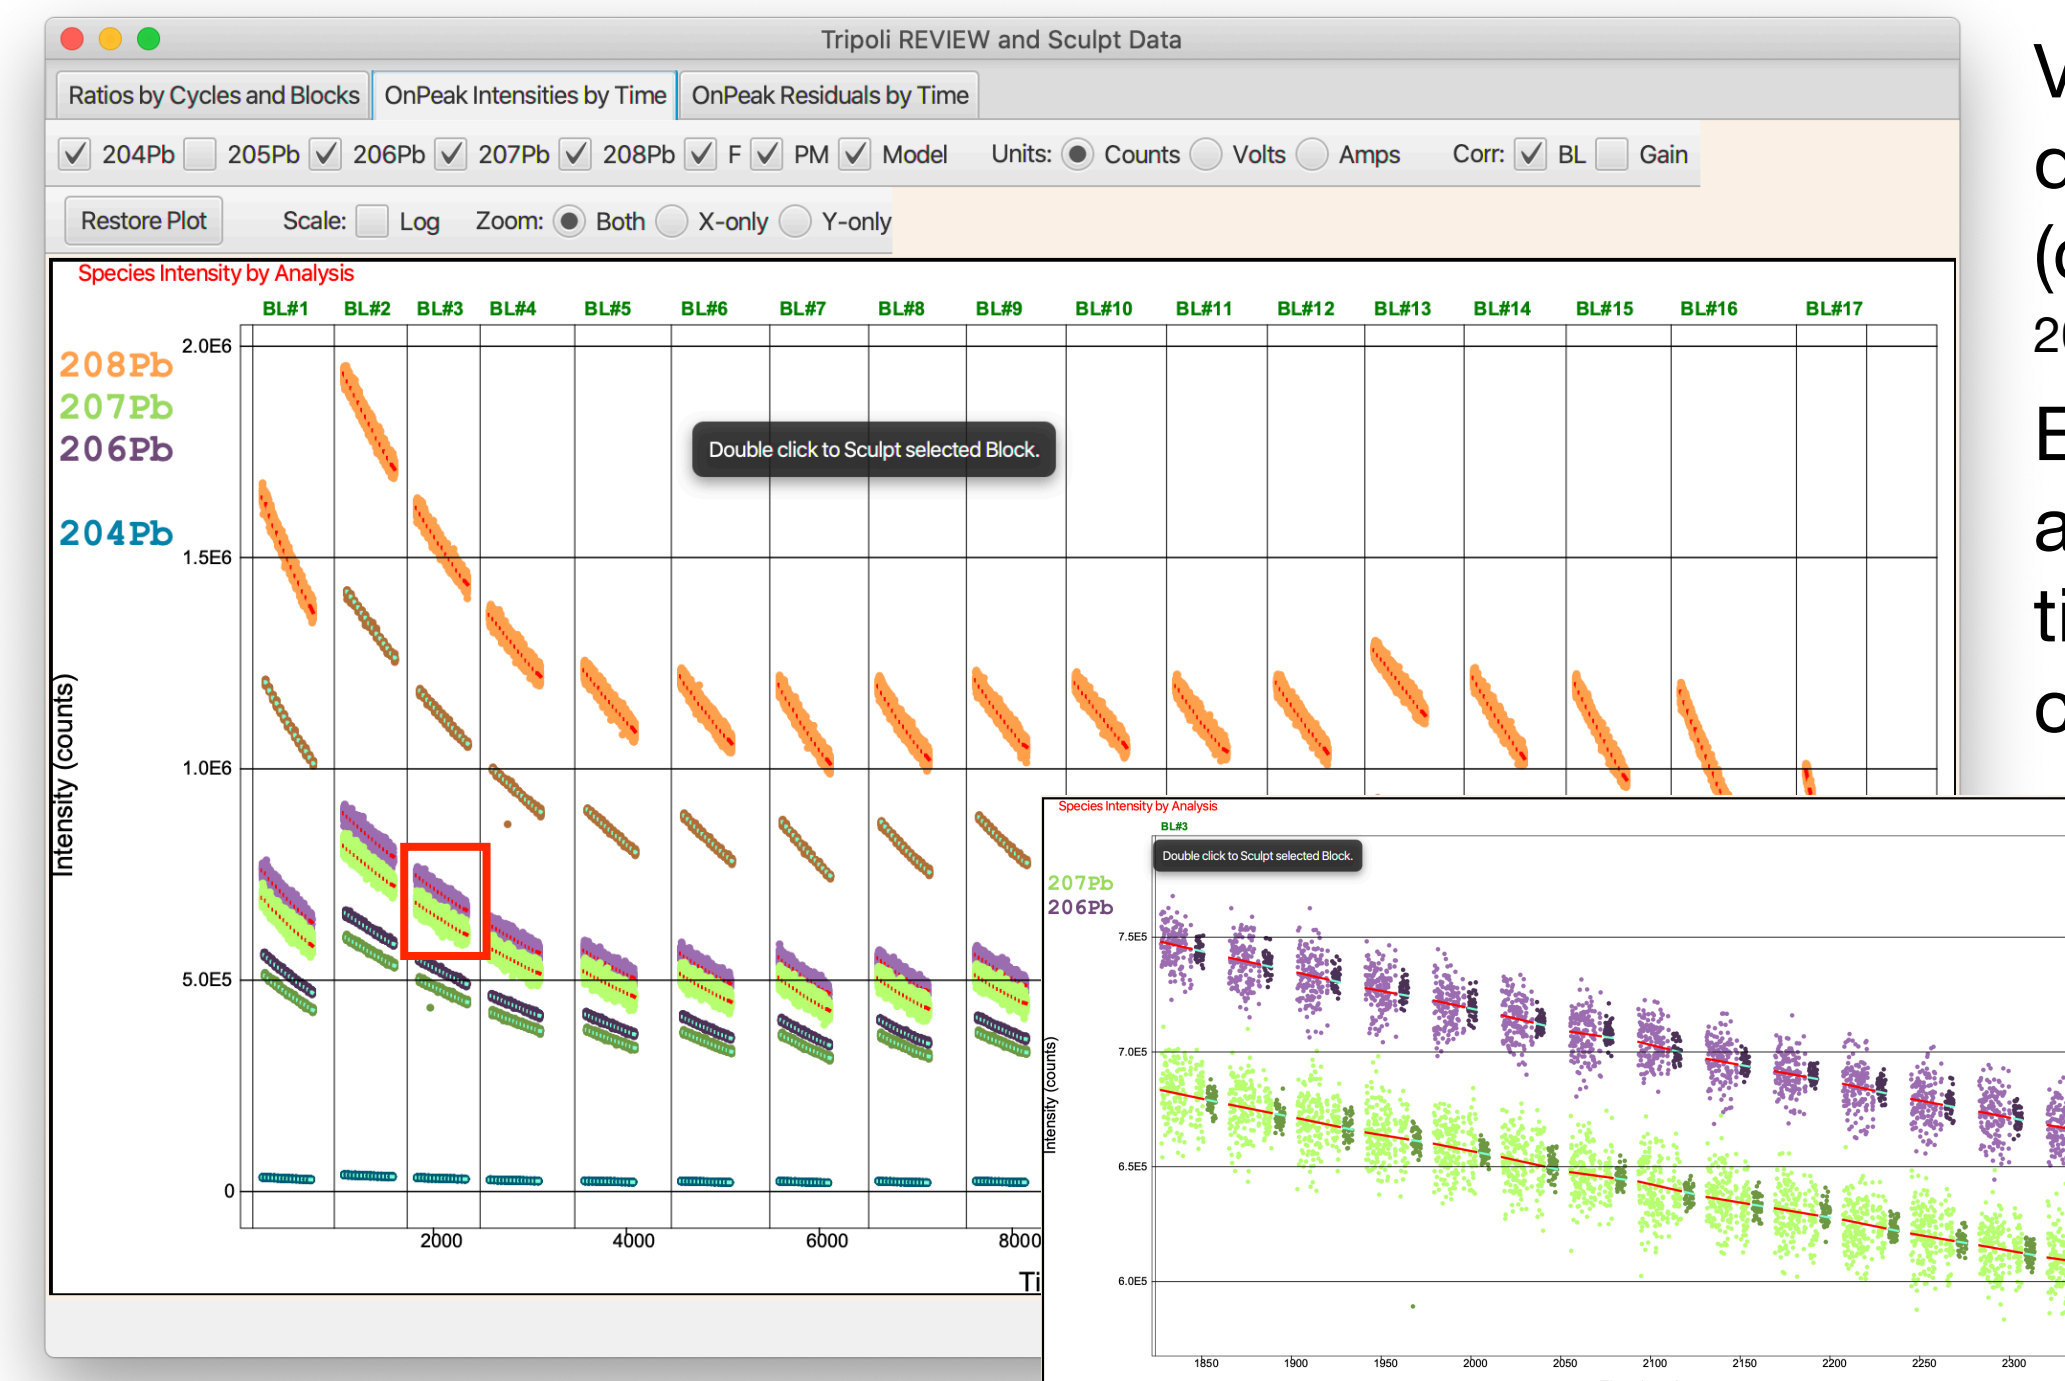 Tripoli REVIEW and Sculpt Data
Ratios by Cycles and Blocks OnPeak Intensities by Time OnPeak Residuals by Time
204Pb 205Pb 206Pb 207Pb 208Pb F PM Model Units: Counts Volts Amps Corr: BL Gain
Restore Plot Scale: Log Zoom: Both X-only Y-only
Species Intensity by Analysis
BL#1 BL#2 BL#3 BL#4 BL#5 BL#6 BL#7 BL#8 BL#9 BL#10 BL#11 BL#12 BL#13 BL#14 BL#15 BL#16 BL#17
208Pb
207Pb
206Pb
204Pb
2.0E6
1.5E6
1.0E6
5.0E5
0
Intensity (counts)
Double click to Sculpt selected Block.
2000 4000 6000 8000
Ti
Species Intensity by Analysis
BL#3
Double click to Sculpt selected Block.
207Pb
206Pb
7.5E5
7.0E5
6.5E5
6.0E5
Intensity (counts)
1850 1900 1950 2000 2050 2100 2150 2200 2250 2300